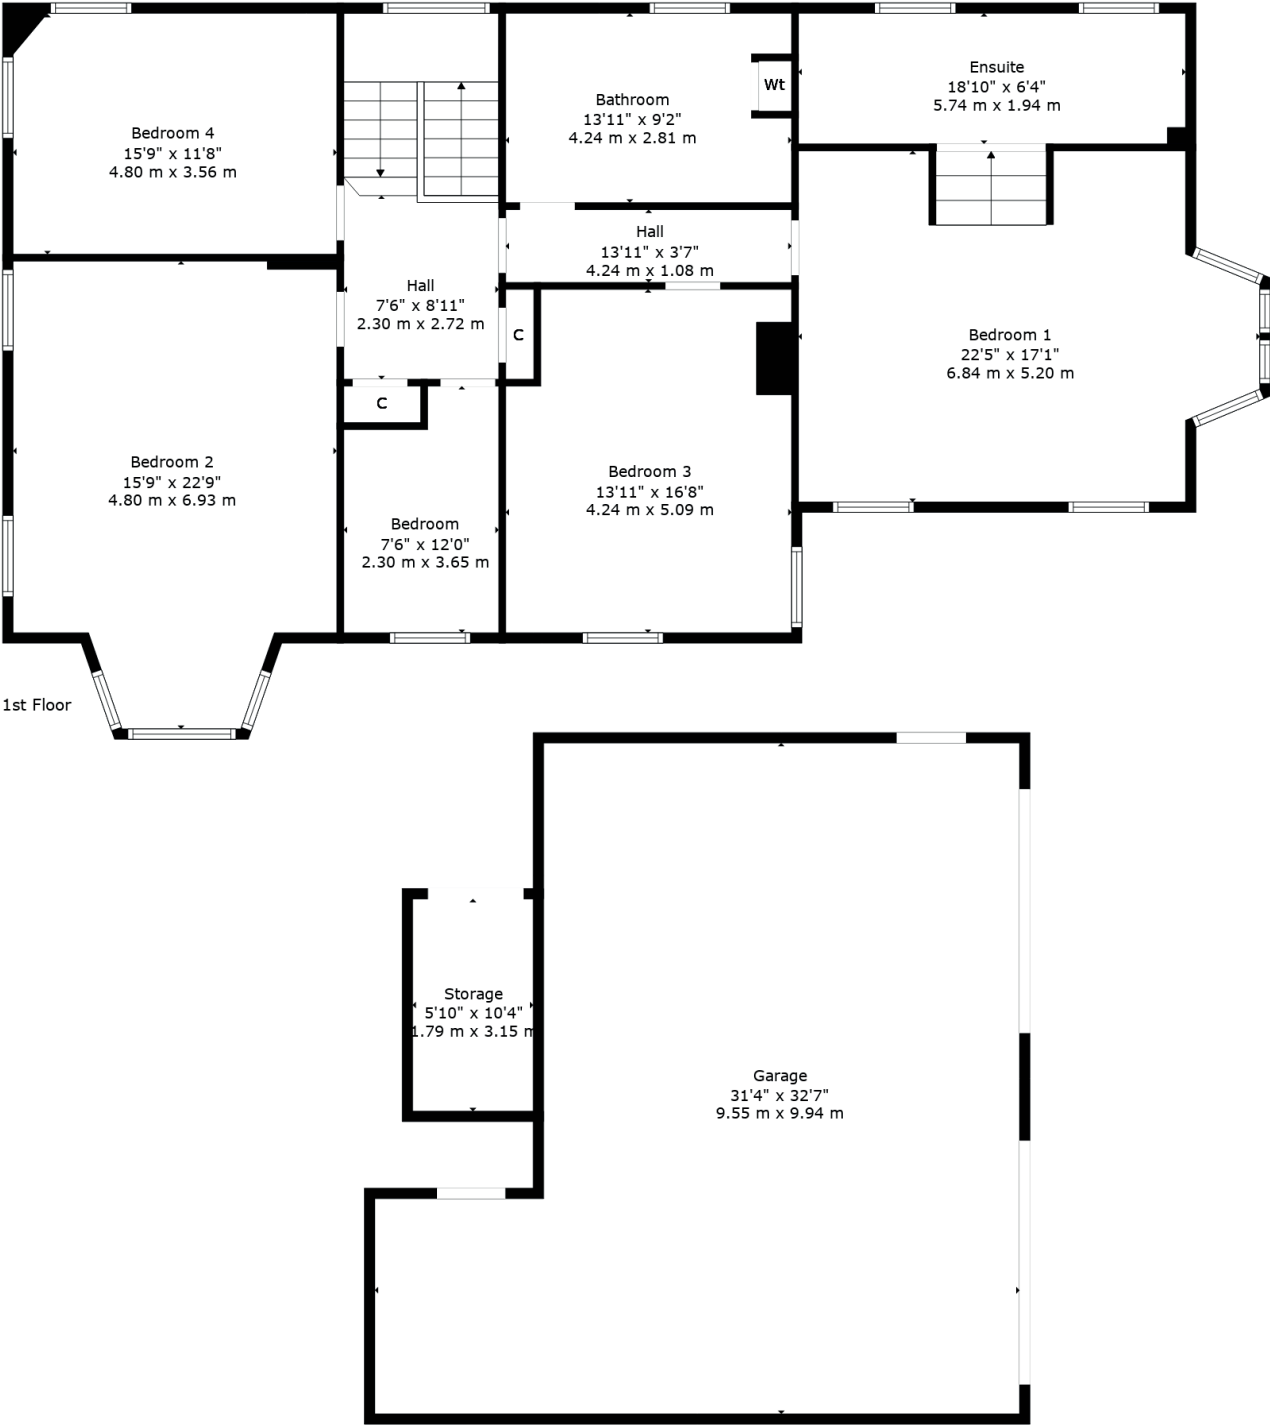 Bedroom 4
15'9" x 11'8"
4.80 m x 3.56 m
Bathroom
13'11" x 9'2"
4.24 m x 2.81 m
Wt
Ensuite
18'10" x 6'4"
5.74 m x 1.94 m
Hall
13'11" x 3'7"
4.24 m x 1.08 m
Hall
7'6" x 8'11"
2.30 m x 2.72 m
C
C
Bedroom 1
22'5" x 17'1"
6.84 m x 5.20 m
Bedroom 2
15'9" x 22'9"
4.80 m x 6.93 m
Bedroom
7'6" x 12'0"
2.30 m x 3.65 m
Bedroom 3
13'11" x 16'8"
4.24 m x 5.09 m
1st Floor
Storage
5'10" x 10'4"
1.79 m x 3.15 m
Garage
31'4" x 32'7"
9.55 m x 9.94 m